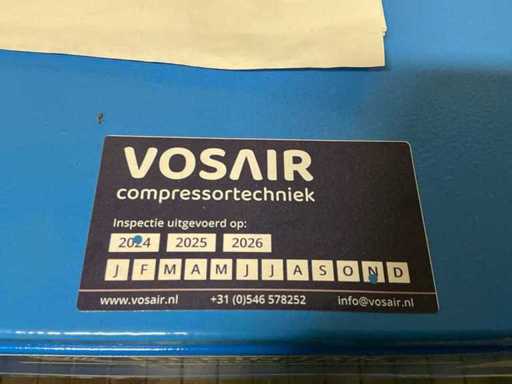 VOSAIR
compressortechniek
Inspectie uitgevoerd op:
2024 2025 2026
J F M A M J J A S O N D
www.vosair.nl +31 (0)546 578252 info@vosair.nl